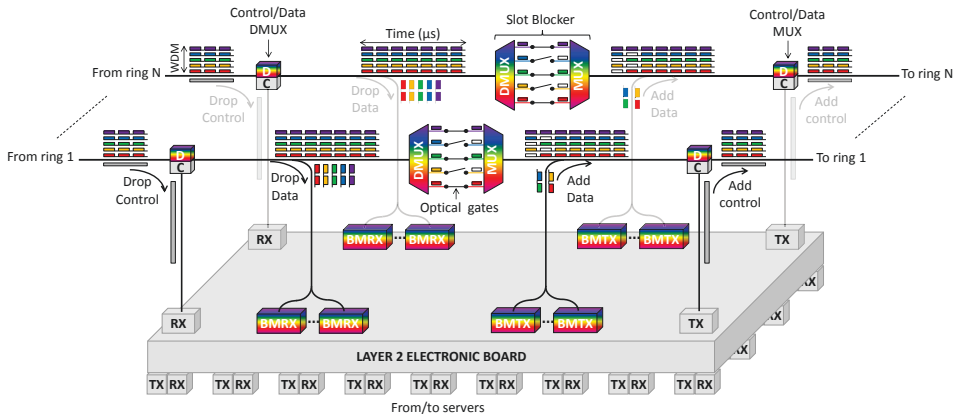 Control/Data
DMUX
Slot Blocker
Control/Data
MUX
Time (μs)
WDM
From ring N
D
C
DMUX
MUX
D
C
To ring N
Drop
Control
Drop
Data
Add
Data
Add
control
From ring 1
D
C
DMUX
MUX
D
C
To ring 1
Drop
Control
Drop
Data
Optical gates
Add
Data
Add
control
RX
BMRX
...
BMRX
BMTX
...
BMTX
TX
RX
BMRX
...
BMRX
BMTX
...
BMTX
TX
LAYER 2 ELECTRONIC BOARD
RX
RX
RX
TX RX TX RX TX RX TX RX TX RX TX RX TX RX TX RX TX RX
From/to servers